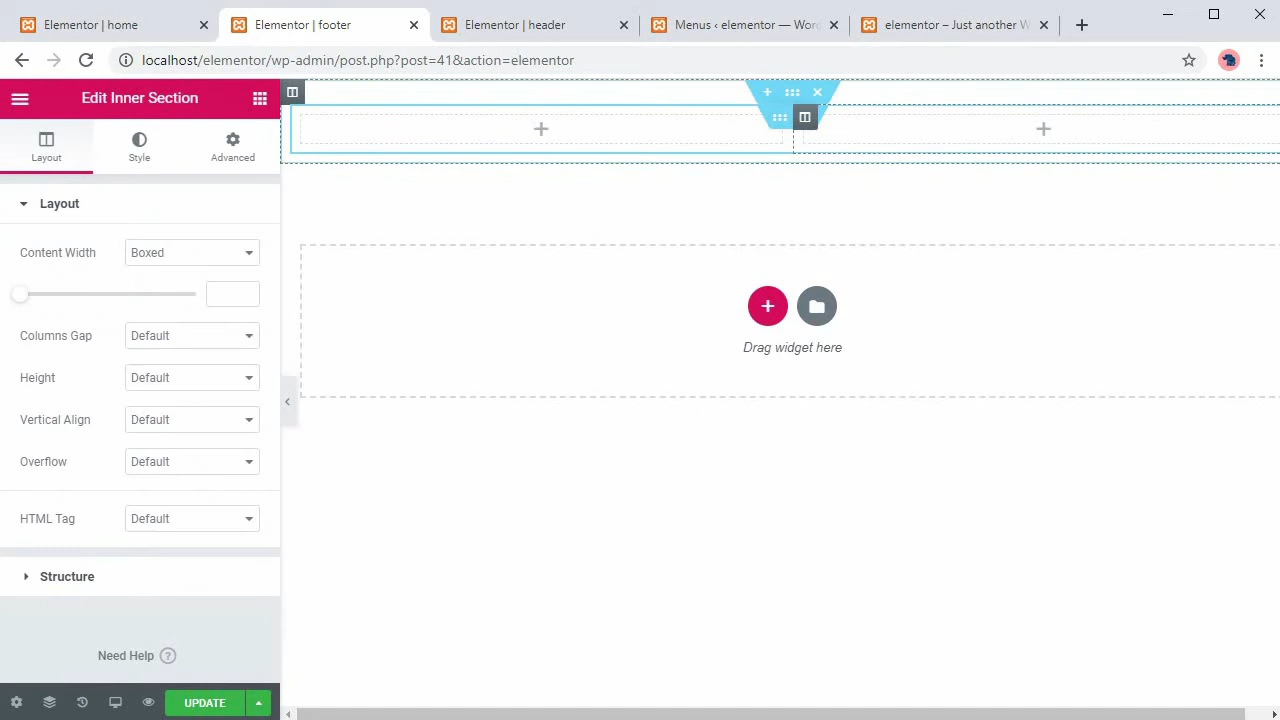 Elementor | home
Elementor | footer
Elementor | header
Menus ‹ elementor — Wor
elementor – Just another W
localhost/elementor/wp-admin/post.php?post=41&action=elementor
Edit Inner Section
Layout
Style
Advanced
Layout
Content Width
Boxed
Columns Gap
Default
Height
Default
Vertical Align
Default
Overflow
Default
HTML Tag
Default
Structure
Need Help ?
UPDATE
Drag widget here